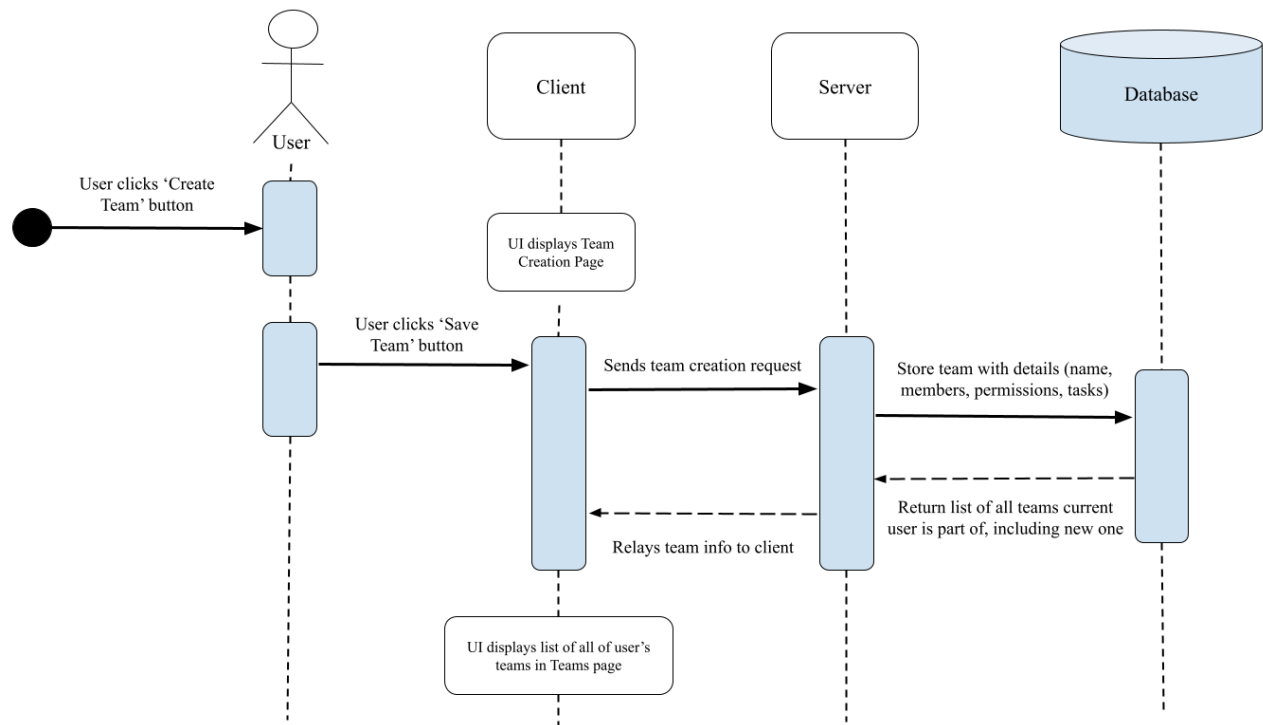 User
Client
Server
Database
User clicks ‘Create
Team’ button
UI displays Team
Creation Page
User clicks ‘Save
Team’ button
Sends team creation request
Store team with details (name,
members, permissions, tasks)
Return list of all teams current
user is part of, including new one
Relays team info to client
UI displays list of all of user’s
teams in Teams page